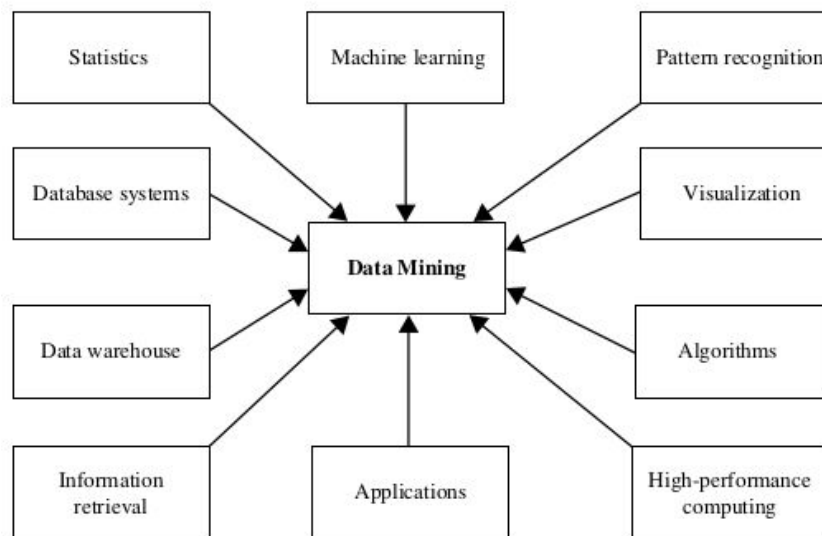 Statistics
Machine learning
Pattern recognition
Database systems
Visualization
Data Mining
Data warehouse
Algorithms
Information
retrieval
Applications
High-performance
computing